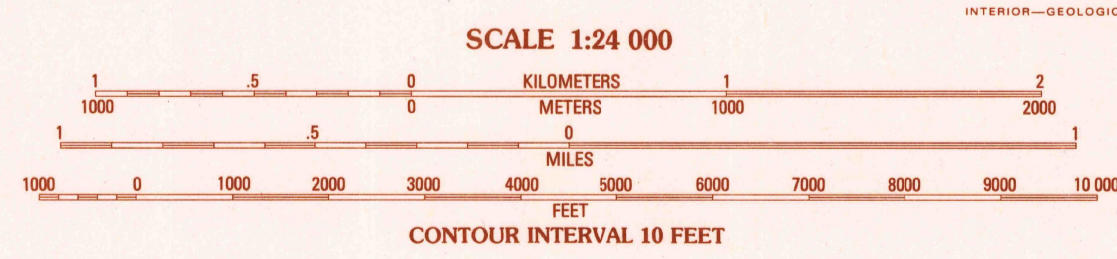 INTERIOR—GEOLOGIC
SCALE 1:24 000
1 .5 0 KILOMETERS 1 2
1000 0 METERS 1000 2000
1 .5 0 1
MILES
1000 0 1000 2000 3000 4000 5000 6000 7000 8000 9000 10 000
FEET
CONTOUR INTERVAL 10 FEET